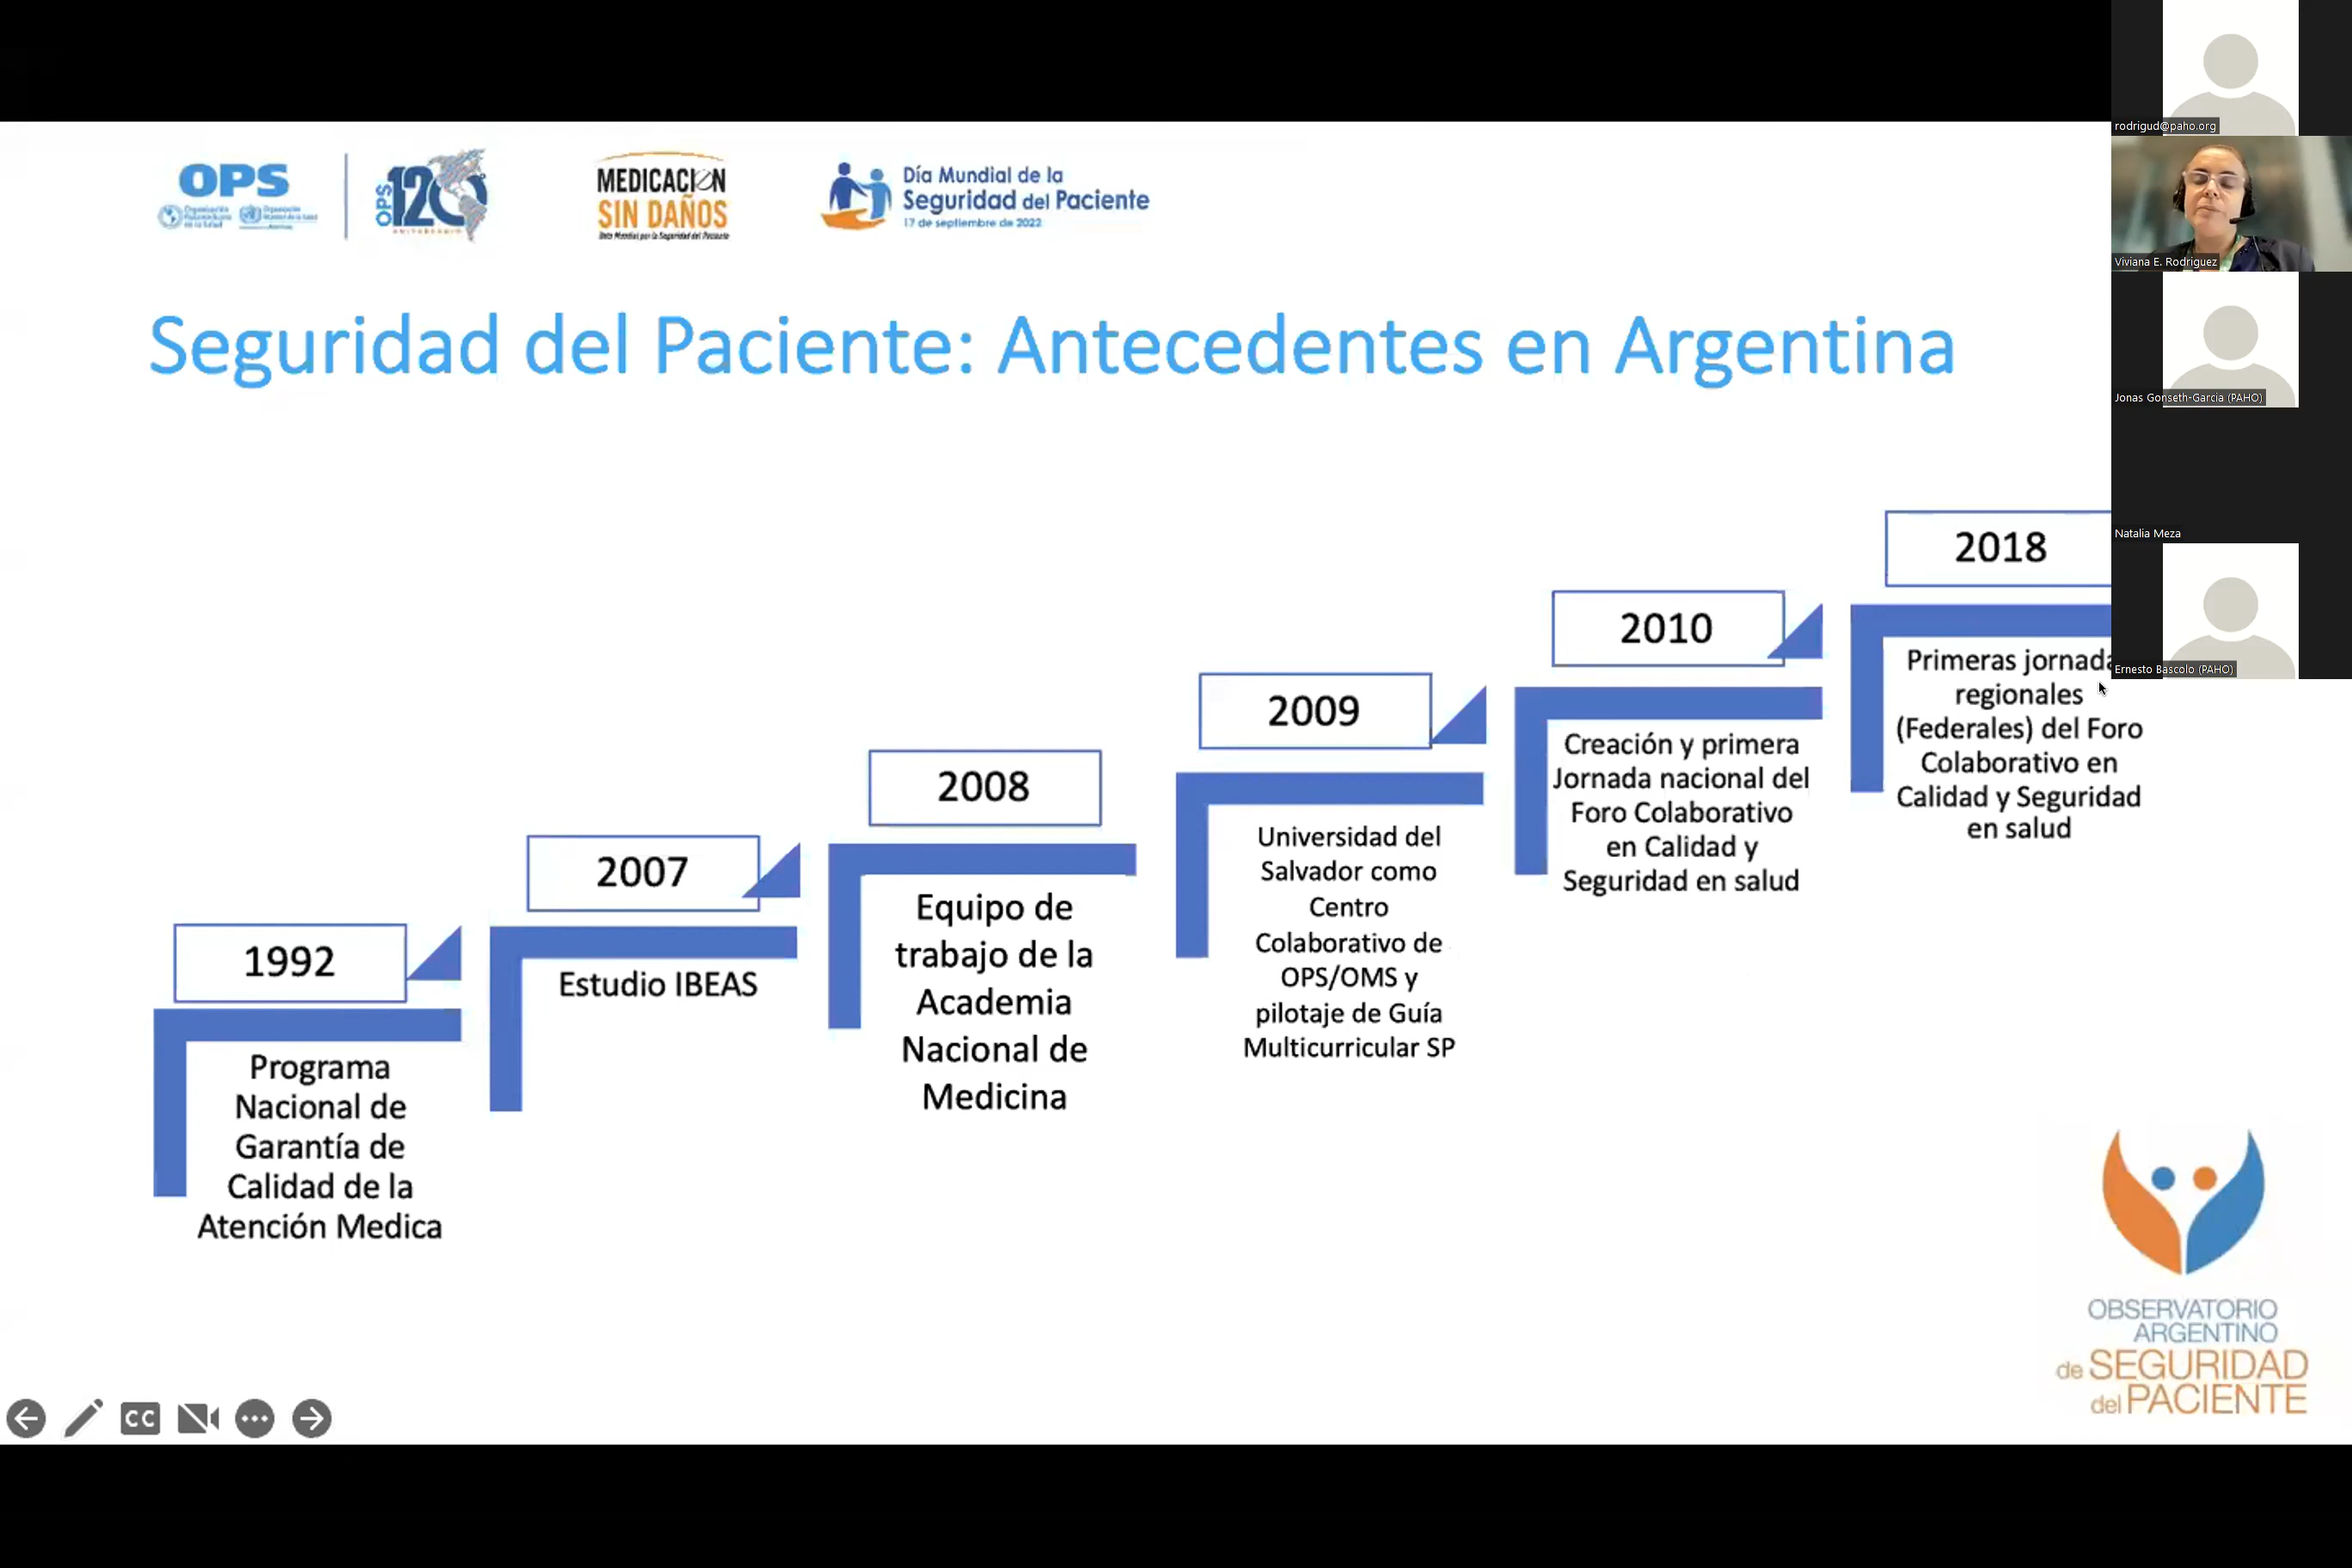 OPS
OPS 120
ANIVERSARIO
MEDICACIÓN
SIN DAÑOS
Día Mundial de la
Seguridad del Paciente
17 de septiembre de 2022
Seguridad del Paciente: Antecedentes en Argentina
1992
Programa
Nacional de
Garantía de
Calidad de la
Atención Medica
2007
Estudio IBEAS
2008
Equipo de
trabajo de la
Academia
Nacional de
Medicina
2009
Universidad del
Salvador como
Centro
Colaborativo de
OPS/OMS y
pilotaje de Guía
Multicurricular SP
2010
Creación y primera
Jornada nacional del
Foro Colaborativo
en Calidad y
Seguridad en salud
2018
Primeras jornada
regionales
(Federales) del Foro
Colaborativo en
Calidad y Seguridad
en salud
OBSERVATORIO
ARGENTINO
de SEGURIDAD
del PACIENTE
rodrigud@paho.org
Viviana E. Rodriguez
Jonas Gonseth-Garcia (PAHO)
Natalia Meza
Ernesto Bascolo (PAHO)
CC